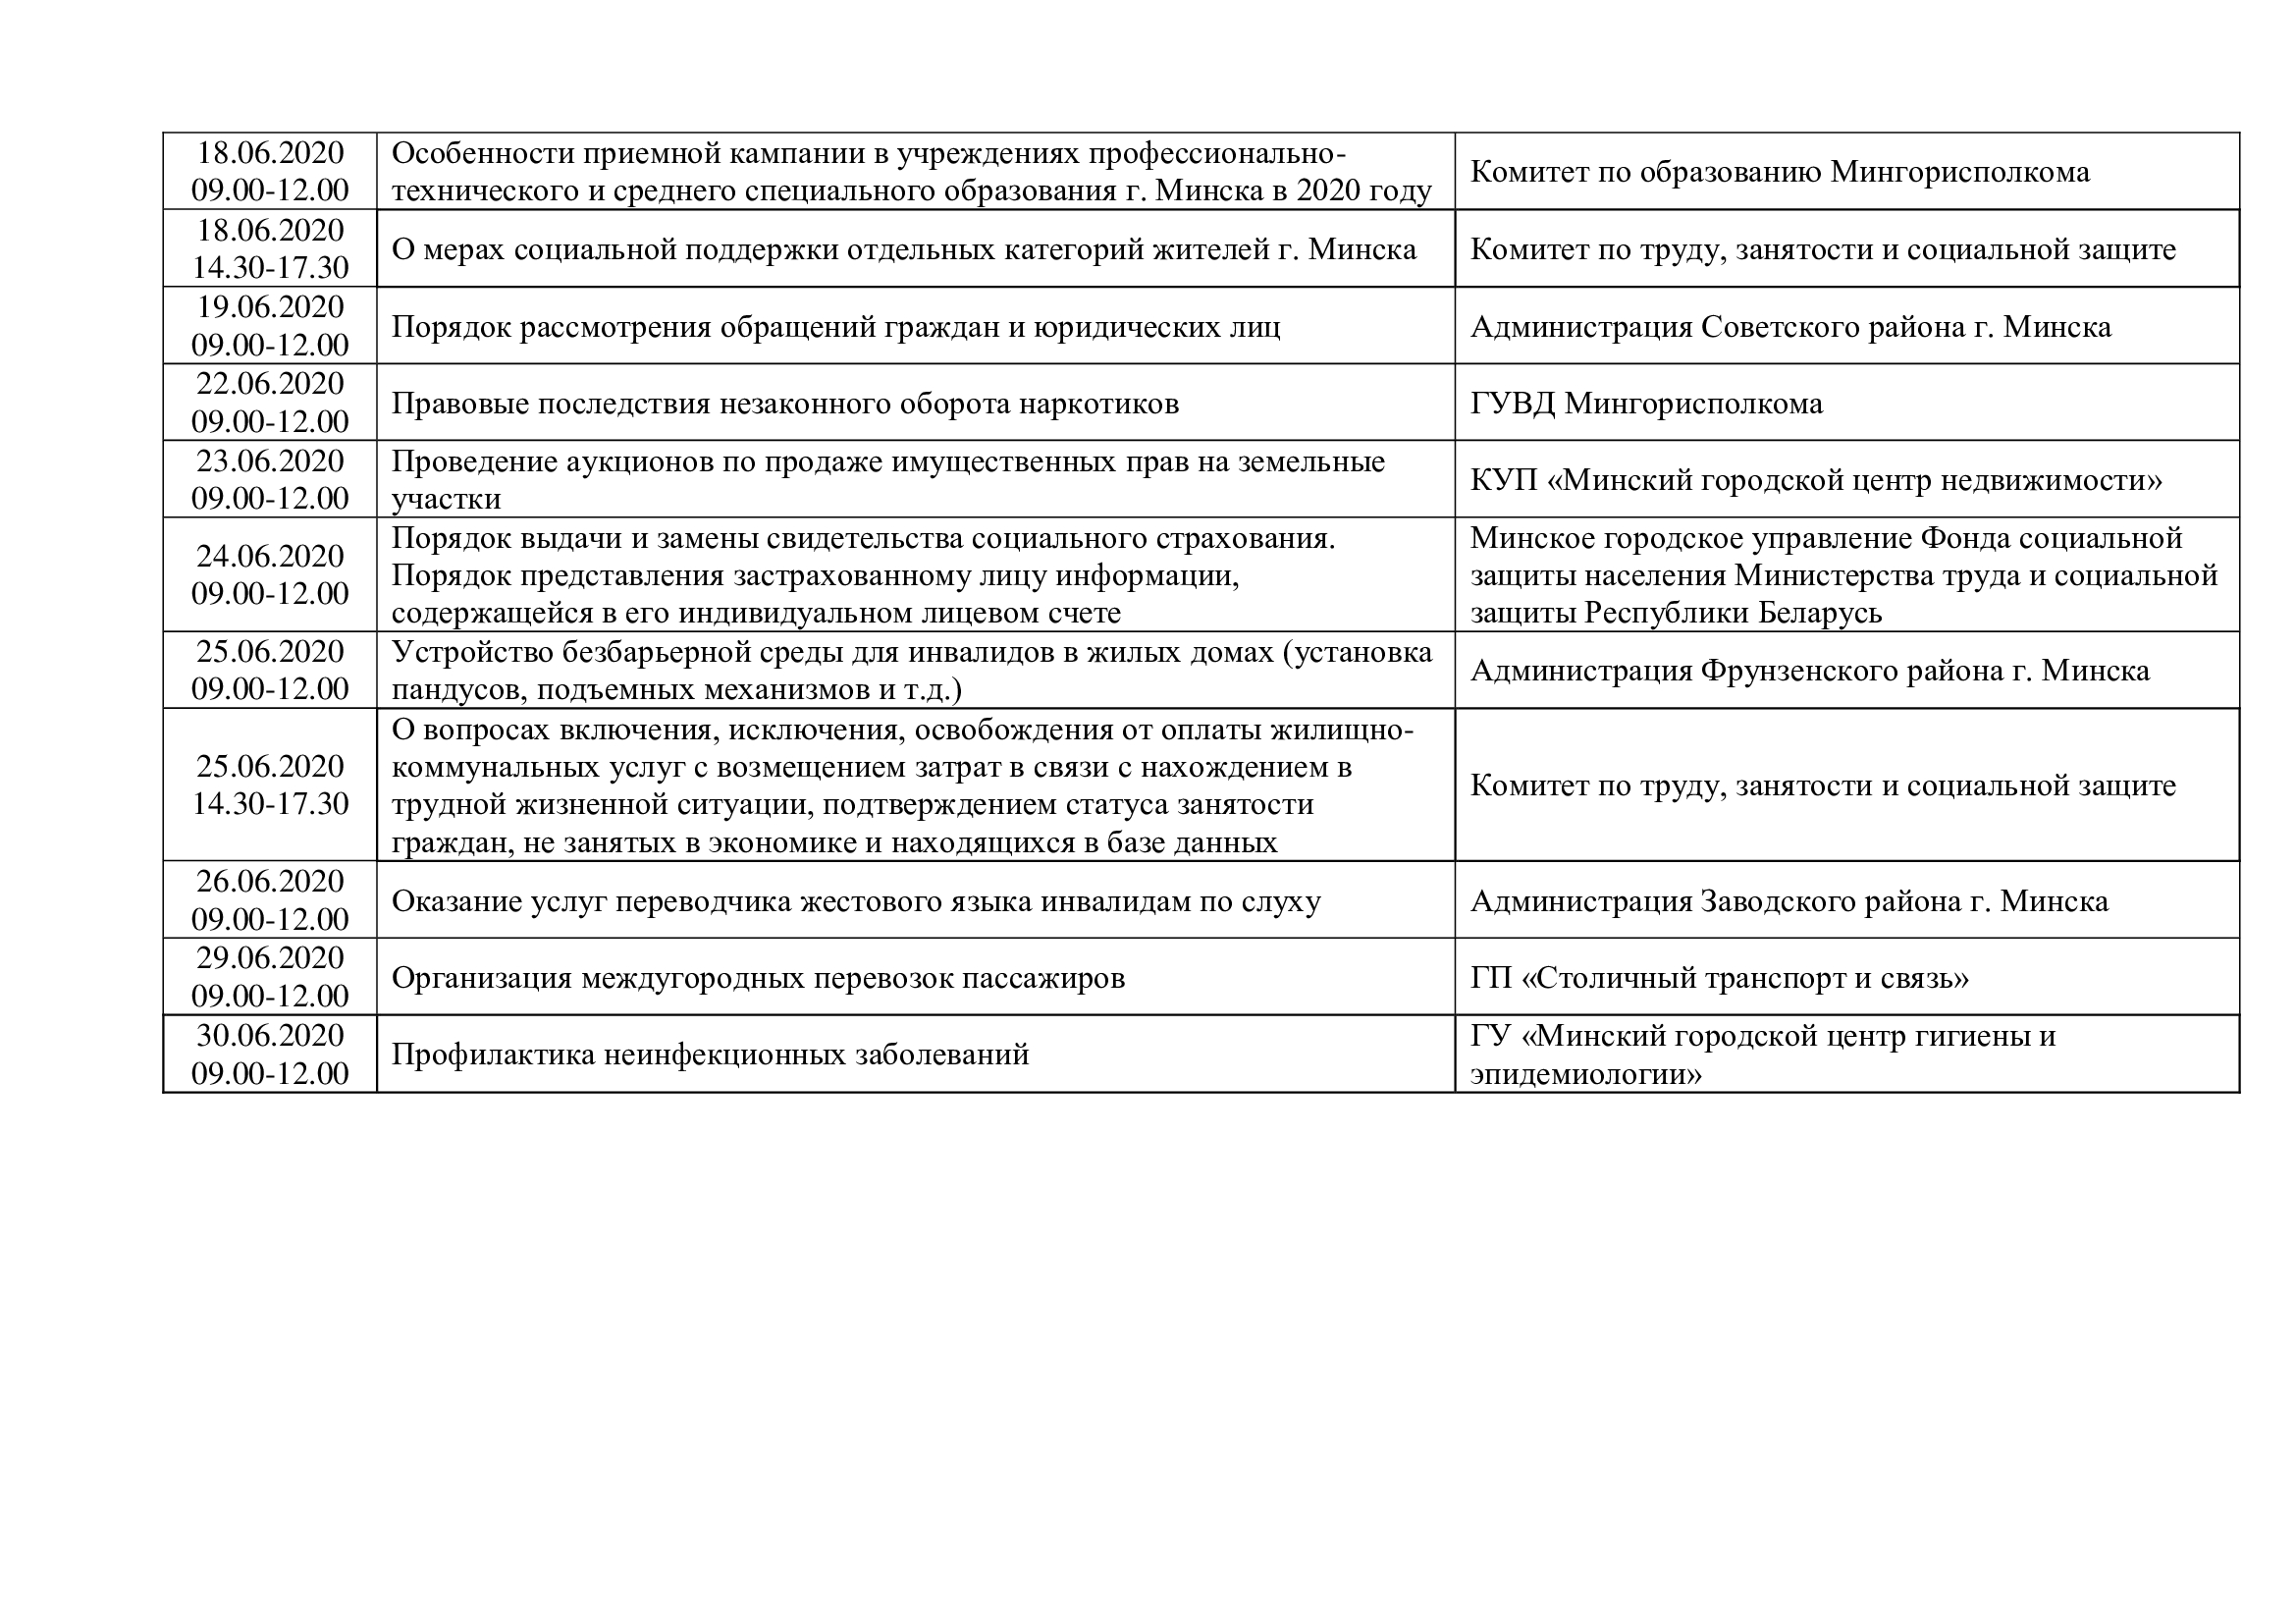 18.06.2020
09.00-12.00
Особенности приемной кампании в учреждениях профессионально-
технического и среднего специального образования г. Минска в 2020 году
Комитет по образованию Мингорисполкома
18.06.2020
14.30-17.30
О мерах социальной поддержки отдельных категорий жителей г. Минска
Комитет по труду, занятости и социальной защите
19.06.2020
09.00-12.00
Порядок рассмотрения обращений граждан и юридических лиц
Администрация Советского района г. Минска
22.06.2020
09.00-12.00
Правовые последствия незаконного оборота наркотиков
ГУВД Мингорисполкома
23.06.2020
09.00-12.00
Проведение аукционов по продаже имущественных прав на земельные
участки
КУП «Минский городской центр недвижимости»
24.06.2020
09.00-12.00
Порядок выдачи и замены свидетельства социального страхования.
Порядок представления застрахованному лицу информации,
содержащейся в его индивидуальном лицевом счете
Минское городское управление Фонда социальной
защиты населения Министерства труда и социальной
защиты Республики Беларусь
25.06.2020
09.00-12.00
Устройство безбарьерной среды для инвалидов в жилых домах (установка
пандусов, подъемных механизмов и т.д.)
Администрация Фрунзенского района г. Минска
25.06.2020
14.30-17.30
О вопросах включения, исключения, освобождения от оплаты жилищно-
коммунальных услуг с возмещением затрат в связи с нахождением в
трудной жизненной ситуации, подтверждением статуса занятости
граждан, не занятых в экономике и находящихся в базе данных
Комитет по труду, занятости и социальной защите
26.06.2020
09.00-12.00
Оказание услуг переводчика жестового языка инвалидам по слуху
Администрация Заводского района г. Минска
29.06.2020
09.00-12.00
Организация междугородных перевозок пассажиров
ГП «Столичный транспорт и связь»
30.06.2020
09.00-12.00
Профилактика неинфекционных заболеваний
ГУ «Минский городской центр гигиены и
эпидемиологии»